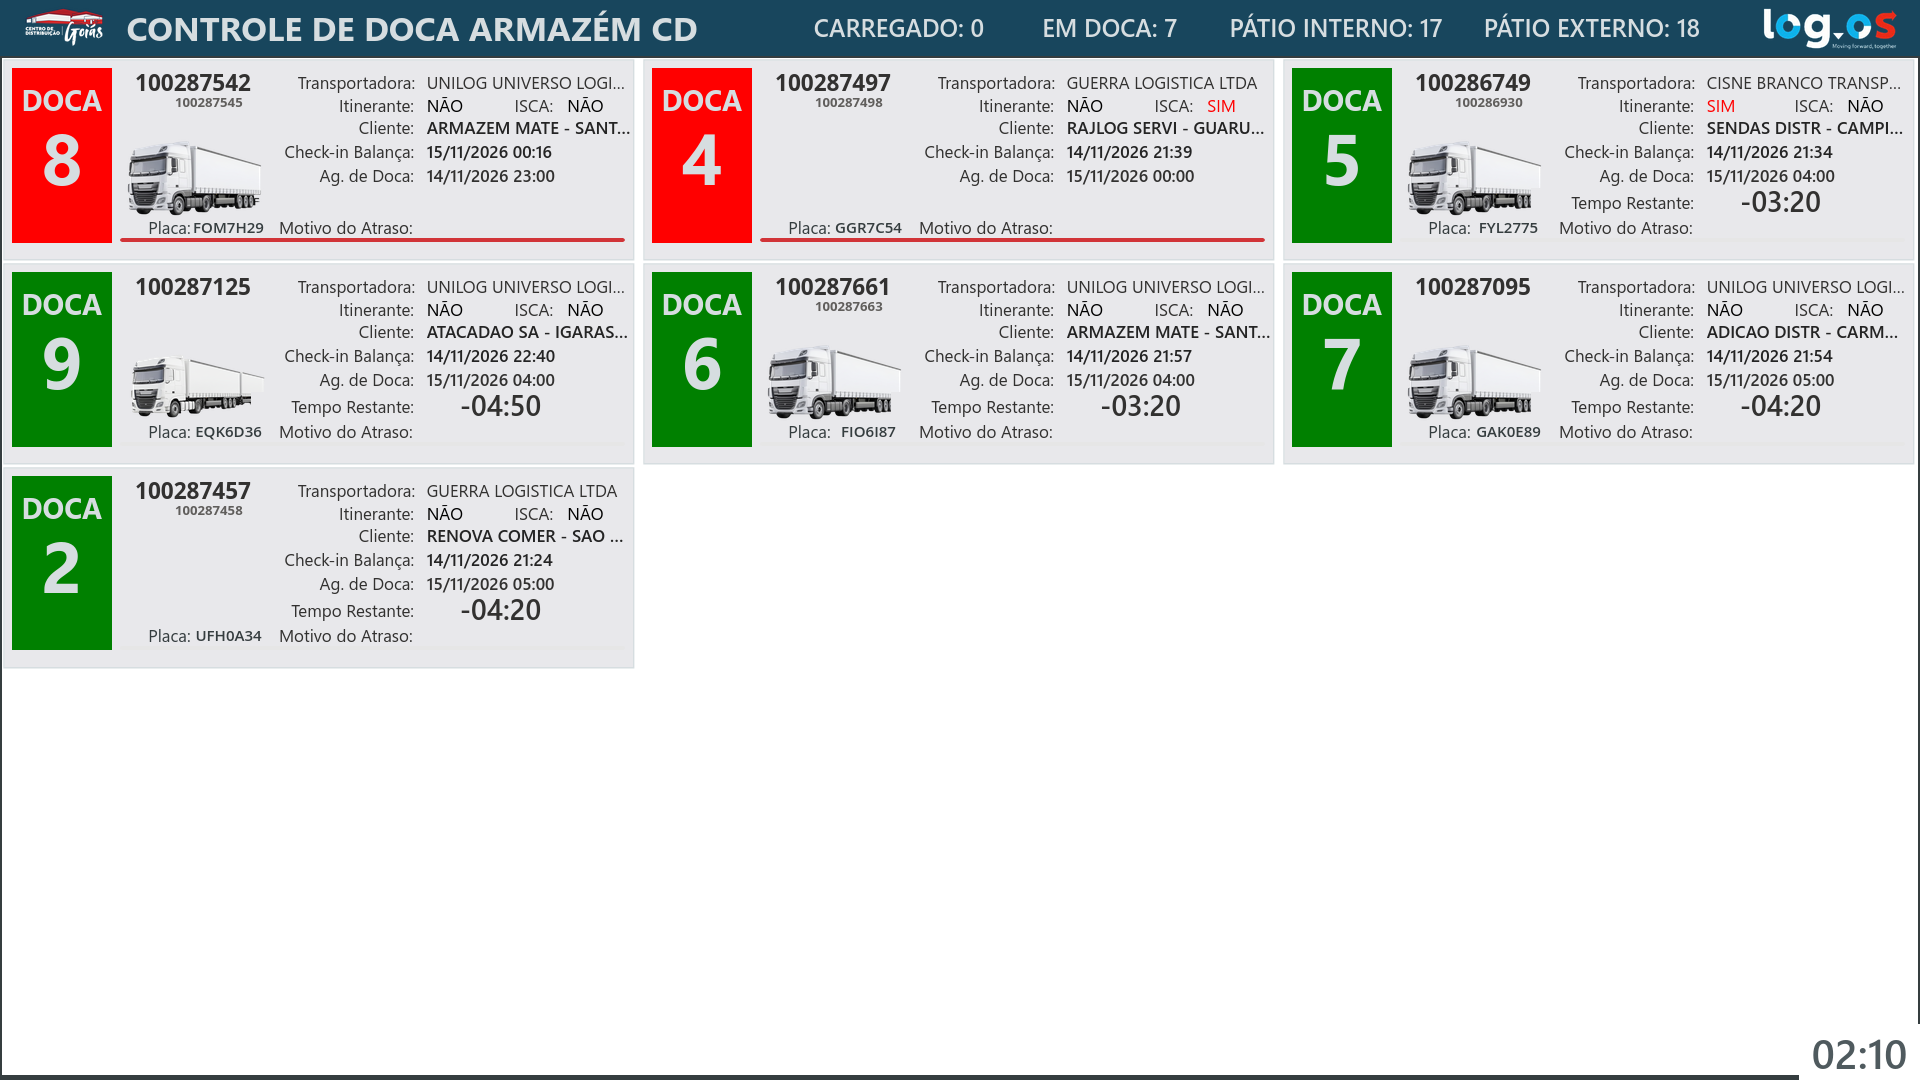 CENTRO DE DISTRIBUIÇÃO Goiás
CONTROLE DE DOCA ARMAZÉM CD
CARREGADO: 0
EM DOCA: 7
PÁTIO INTERNO: 17
PÁTIO EXTERNO: 18
log.os
Moving forward, together
DOCA
8
100287542
100287545
Transportadora: UNILOG UNIVERSO LOGI...
Itinerante: NÃO ISCA: NÃO
Cliente: ARMAZEM MATE - SANT...
Check-in Balança: 15/11/2026 00:16
Ag. de Doca: 14/11/2026 23:00
Placa: FOM7H29 Motivo do Atraso:
DOCA
4
100287497
100287498
Transportadora: GUERRA LOGISTICA LTDA
Itinerante: NÃO ISCA: SIM
Cliente: RAJLOG SERVI - GUARU...
Check-in Balança: 14/11/2026 21:39
Ag. de Doca: 15/11/2026 00:00
Placa: GGR7C54 Motivo do Atraso:
DOCA
5
100286749
100286930
Transportadora: CISNE BRANCO TRANSP...
Itinerante: SIM ISCA: NÃO
Cliente: SENDAS DISTR - CAMPI...
Check-in Balança: 14/11/2026 21:34
Ag. de Doca: 15/11/2026 04:00
Tempo Restante: -03:20
Placa: FYL2775 Motivo do Atraso:
DOCA
9
100287125
Transportadora: UNILOG UNIVERSO LOGI...
Itinerante: NÃO ISCA: NÃO
Cliente: ATACADAO SA - IGARAS...
Check-in Balança: 14/11/2026 22:40
Ag. de Doca: 15/11/2026 04:00
Tempo Restante: -04:50
Placa: EQK6D36 Motivo do Atraso:
DOCA
6
100287661
100287663
Transportadora: UNILOG UNIVERSO LOGI...
Itinerante: NÃO ISCA: NÃO
Cliente: ARMAZEM MATE - SANT...
Check-in Balança: 14/11/2026 21:57
Ag. de Doca: 15/11/2026 04:00
Tempo Restante: -03:20
Placa: FIO6I87 Motivo do Atraso:
DOCA
7
100287095
Transportadora: UNILOG UNIVERSO LOGI...
Itinerante: NÃO ISCA: NÃO
Cliente: ADICAO DISTR - CARM...
Check-in Balança: 14/11/2026 21:54
Ag. de Doca: 15/11/2026 05:00
Tempo Restante: -04:20
Placa: GAK0E89 Motivo do Atraso:
DOCA
2
100287457
100287458
Transportadora: GUERRA LOGISTICA LTDA
Itinerante: NÃO ISCA: NÃO
Cliente: RENOVA COMER - SAO ...
Check-in Balança: 14/11/2026 21:24
Ag. de Doca: 15/11/2026 05:00
Tempo Restante: -04:20
Placa: UFH0A34 Motivo do Atraso:
02:10